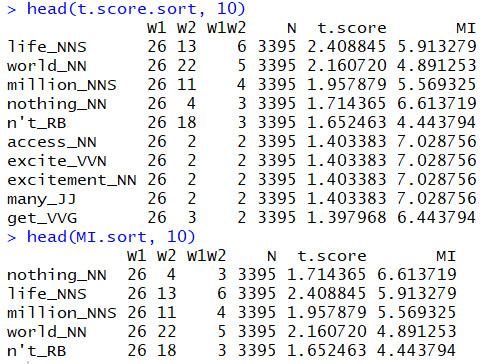 > head(t.score.sort, 10)
W1 W2 W1W2 N t.score MI
life_NNS 26 13 6 3395 2.408845 5.913279
world_NN 26 22 5 3395 2.160720 4.891253
million_NNS 26 11 4 3395 1.957879 5.569325
nothing_NN 26 4 3 3395 1.714365 6.613719
n't_RB 26 18 3 3395 1.652463 4.443794
access_NN 26 2 2 3395 1.403383 7.028756
excite_VVN 26 2 2 3395 1.403383 7.028756
excitement_NN 26 2 2 3395 1.403383 7.028756
many_JJ 26 2 2 3395 1.403383 7.028756
get_VVG 26 3 2 3395 1.397968 6.443794
> head(MI.sort, 10)
W1 W2 W1W2 N t.score MI
nothing_NN 26 4 3 3395 1.714365 6.613719
life_NNS 26 13 6 3395 2.408845 5.913279
million_NNS 26 11 4 3395 1.957879 5.569325
world_NN 26 22 5 3395 2.160720 4.891253
n't_RB 26 18 3 3395 1.652463 4.443794